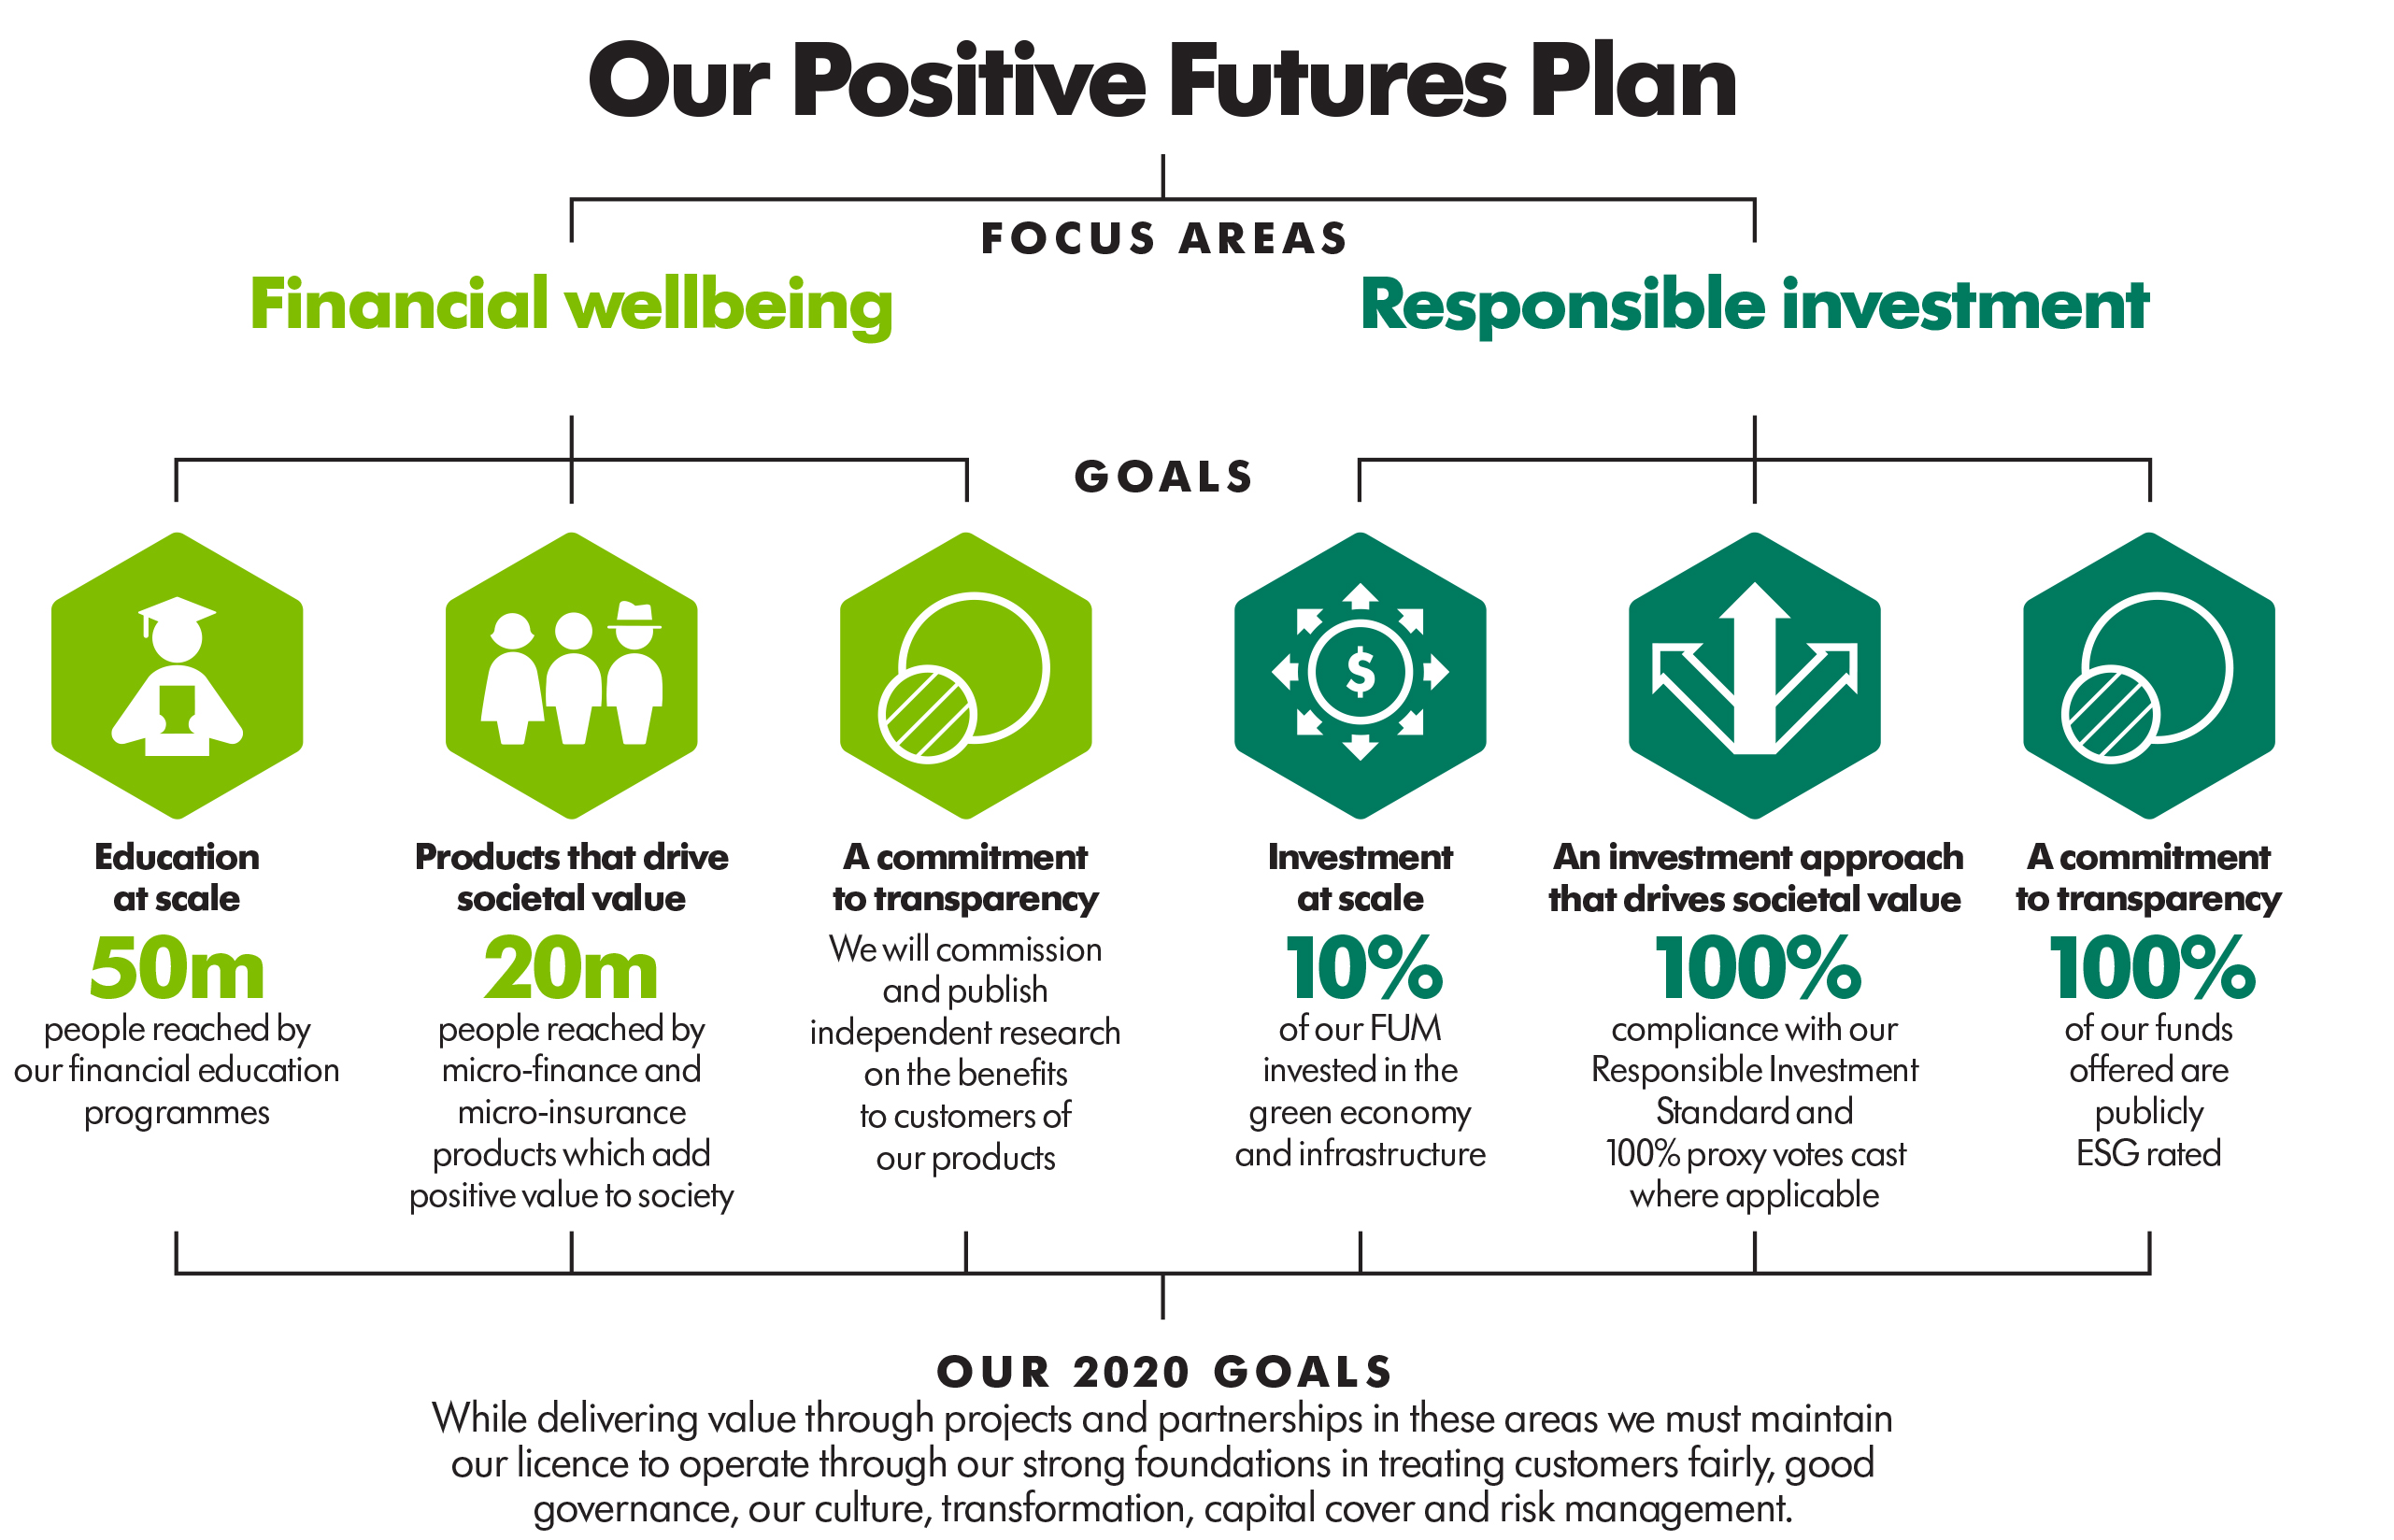 Our Positive Futures Plan
FOCUS AREAS
Financial wellbeing
Responsible investment
GOALS
Education
at scale
50m
people reached by
our financial education
programmes
Products that drive
societal value
20m
people reached by
micro-finance and
micro-insurance
products which add
positive value to society
A commitment
to transparency
We will commission
and publish
independent research
on the benefits
to customers of
our products
$
Investment
at scale
10%
of our FUM
invested in the
green economy
and infrastructure
An investment approach
that drives societal value
100%
compliance with our
Responsible Investment
Standard and
100% proxy votes cast
where applicable
A commitment
to transparency
100%
of our funds
offered are
publicly
ESG rated
OUR 2020 GOALS
While delivering value through projects and partnerships in these areas we must maintain
our licence to operate through our strong foundations in treating customers fairly, good
governance, our culture, transformation, capital cover and risk management.